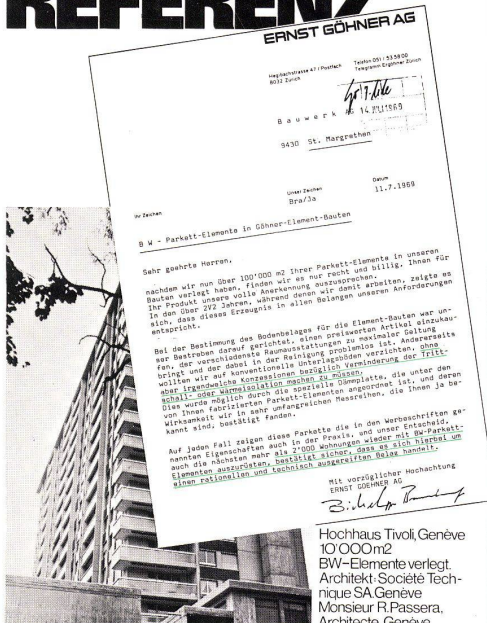 REFERENZ
ERNST GÖHNER AG
Hegibachstrasse 47 / Postfach
8032 Zürich
Telefon 051 / 53 58 00
Telegramm Ergöhner Zürich
Bauwerk AG
14. JULI 1969
9430 St. Margrethen
Ihr Zeichen
Unser Zeichen
Bra/Ja
Datum
11.7.1969
B W - Parkett-Elemente in Göhner-Element-Bauten
Sehr geehrte Herren,
nachdem wir nun über 100'000 m2 Ihrer Parkett-Elemente in unseren
Bauten verlegt haben, finden wir es nur recht und billig, Ihnen für
Ihr Produkt unsere volle Anerkennung auszusprechen.
In den über 2V2 Jahren, während denen wir damit arbeiten, zeigte es
sich, dass dieses Erzeugnis in allen Belangen unseren Anforderungen
entspricht.
Bei der Bestimmung des Bodenbelages für die Element-Bauten war un-
ser Bestreben darauf gerichtet, einen preiswerten Artikel einzukau-
fen, der verschiedenste Raumausstattungen zu maximaler Geltung
bringt und der dabei in der Reinigung problemlos ist. Anderseits
wollten wir auf konventionelle Unterlagsböden verzichten, ohne
aber irgendwelche Konzessionen bezüglich Verminderung der Tritt-
schall- oder Wärmeisolation machen zu müssen.
Dies wurde möglich durch die spezielle Dämmplatte, die unter den
von Ihnen fabrizierten Parkett-Elementen angeordnet ist, und deren
Wirksamkeit wir in sehr umfangreichen Messreihen, die Ihnen ja be-
kannt sind, bestätigt fanden.
Auf jeden Fall zeigen diese Parkette die in den Werbeschriften ge-
nannten Eigenschaften auch in der Praxis, und unser Entscheid,
auch die nächsten mehr als 2'000 Wohnungen wieder mit BW-Parkett-
Elementen auszurüsten, bestätigt sicher, dass es sich hierbei um
einen rationellen und technisch ausgereiften Belag handelt.
Mit vorzüglicher Hochachtung
ERNST GOEHNER AG
Hochhaus Tivoli, Genève
10'000 m2
BW-Elemente verlegt.
Architekt: Société Tech-
nique SA. Genève
Monsieur R. Passera,
Architecte, Genève